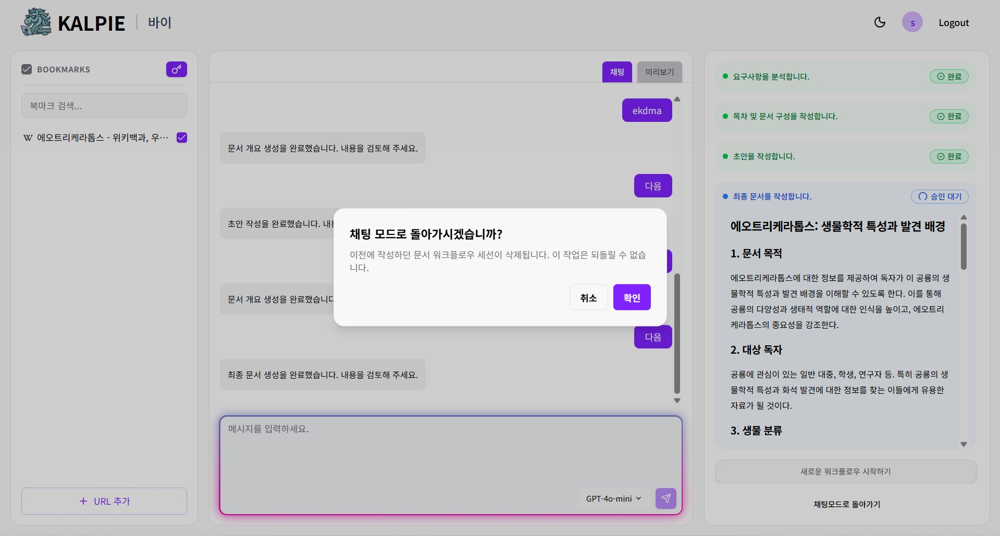 KALPIE
바이
s
Logout
BOOKMARKS
북마크 검색...
W 에오트리케라톱스 - 위키백과, 우···
+ URL 추가
채팅
미리보기
ekdma
문서 개요 생성을 완료했습니다. 내용을 검토해 주세요.
다음
초안 작성을 완료했습니다.
문서 개요 생성을
다음
최종 문서 생성을 완료했습니다. 내용을 검토해 주세요.
메시지를 입력하세요.
GPT-4o-mini
채팅 모드로 돌아가시겠습니까?
이전에 작성하던 문서 워크플로우 세션이 삭제됩니다. 이 작업은 되돌릴 수 없습
니다.
취소
확인
요구사항을 분석합니다.
완료
목차 및 문서 구성을 작성합니다.
완료
초안을 작성합니다.
완료
최종 문서를 작성합니다.
승인 대기
에오트리케라톱스: 생물학적 특성과 발견 배경
1. 문서 목적
에오트리케라톱스에 대한 정보를 제공하여 독자가 이 공룡의 생
물학적 특성과 발견 배경을 이해할 수 있도록 한다. 이를 통해
공룡의 다양성과 생태적 역할에 대한 인식을 높이고, 에오트리
케라톱스의 중요성을 강조한다.
2. 대상 독자
공룡에 관심이 있는 일반 대중, 학생, 연구자 등. 특히 공룡의 생
물학적 특성과 화석 발견에 대한 정보를 찾는 이들에게 유용한
자료가 될 것이다.
3. 생물 분류
새로운 워크플로우 시작하기
채팅모드로 돌아가기